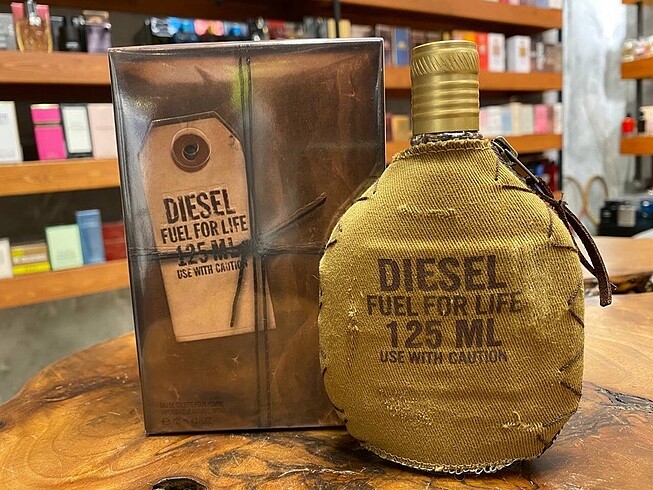 DIESEL
FUEL FOR LIFE
125 ML
USE WITH CAUTION
DIESEL
FUEL FOR LIFE
125 ML
USE WITH CAUTION